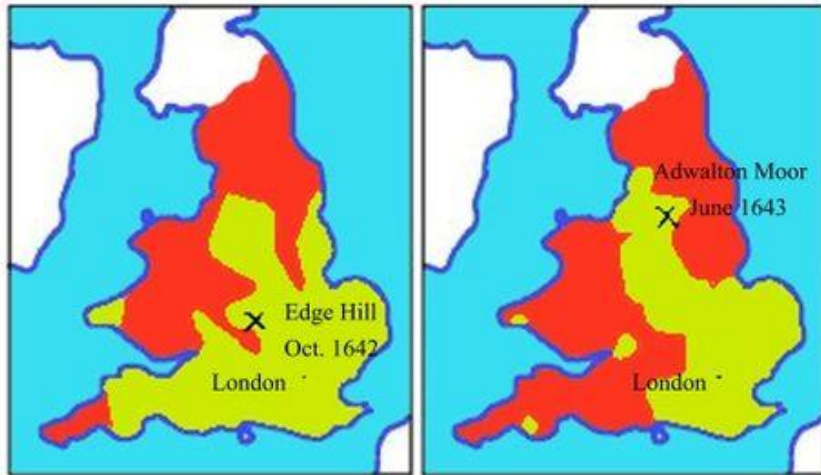 Edge Hill
Oct. 1642
London
Adwalton Moor
June 1643
London